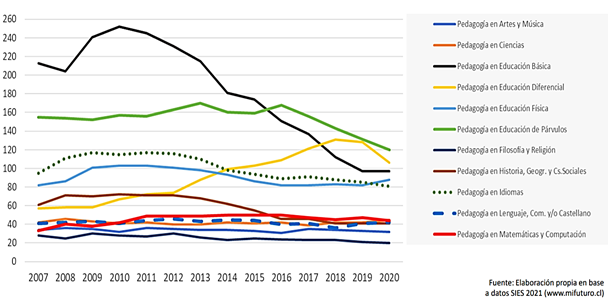 260
240
220
200
180
160
140
120
100
80
60
40
20
0
2007 2008 2009 2010 2011 2012 2013 2014 2015 2016 2017 2018 2019 2020
Pedagogía en Artes y Música
Pedagogía en Ciencias
Pedagogía en Educación Básica
Pedagogía en Educación Diferencial
Pedagogía en Educación Física
Pedagogía en Educación de Párvulos
Pedagogía en Filosofía y Religión
Pedagogía en Historia, Geogr. y Cs.Sociales
Pedagogía en Idiomas
Pedagogía en Lenguaje, Com. y/o Castellano
Pedagogía en Matemáticas y Computación
Fuente: Elaboración propia en base
a datos SIES 2021 (www.mifuturo.cl)